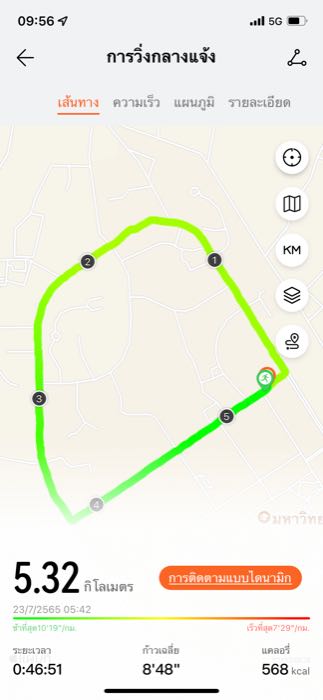 09:56
5G
การวิ่งกลางแจ้ง
เส้นทาง ความเร็ว แผนภูมิ รายละเอียด
KM
1
2
3
4
5
มหาวิทย
5.32 กิโลเมตร
การติดตามแบบไดนามิก
23/7/2565 05:42
ช้าที่สุด10'19"/กม. เร็วที่สุด7'29"/กม.
ระยะเวลา ก้าวเฉลี่ย แคลอรี่
0:46:51 8'48" 568 kcal